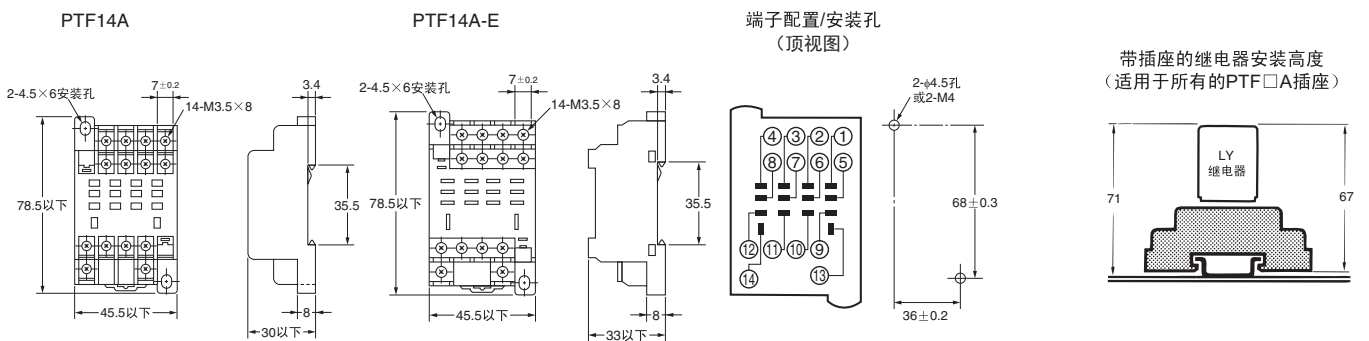 PTF14A
2-4.5×6安装孔
7±0.2
14-M3.5×8
78.5以下
45.5以下
3.4
35.5
8
30以下
PTF14A-E
2-4.5×6安装孔
7±0.2
14-M3.5×8
78.5以下
45.5以下
3.4
35.5
8
33以下
端子配置/安装孔
（顶视图）
④ ③ ② ①
⑧ ⑦ ⑥ ⑤
⑫ ⑪ ⑩ ⑨
⑭ ⑬
2-φ4.5孔
或2-M4
68±0.3
36±0.2
带插座的继电器安装高度
（适用于所有的PTF□A插座）
LY
继电器
71
67